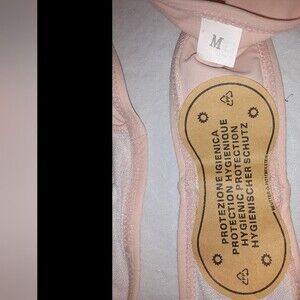 M
PROTEZIONE IGIENICA
PROTECTION HYGIENIQUE
HYGIENIC PROTECTION
HYGIENISCHER SCHUTZ